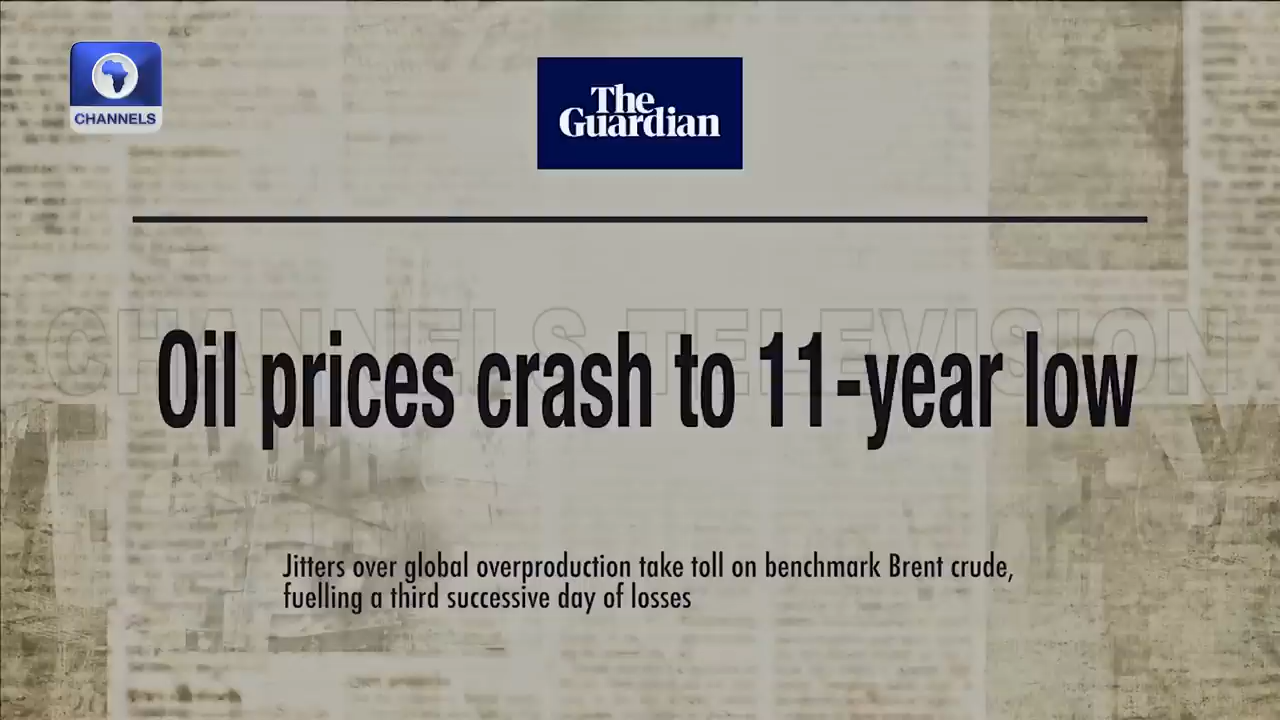 CHANNELS
The
Guardian
CHANNELS TELEVISION
Oil prices crash to 11-year low
Jitters over global overproduction take toll on benchmark Brent crude,
fuelling a third successive day of losses